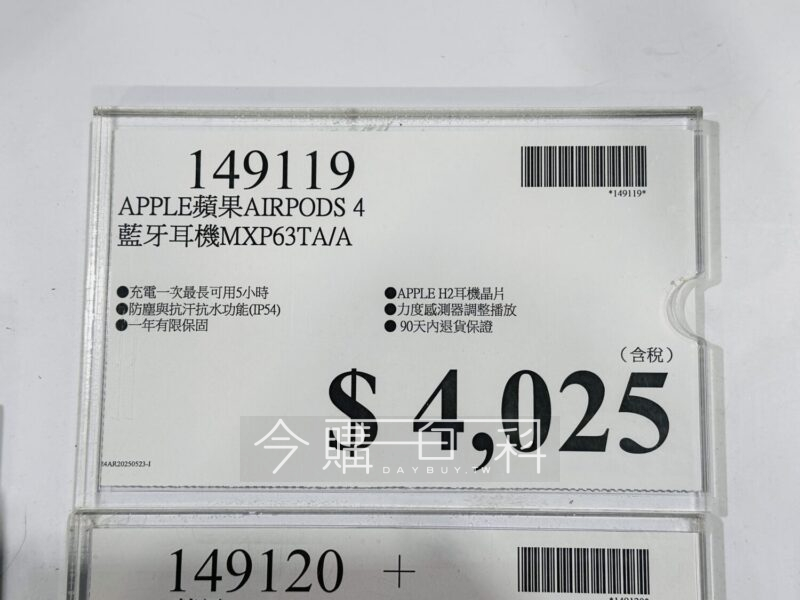 149119
*149119*
APPLE蘋果AIRPODS 4
藍牙耳機MXP63TA/A
●充電一次最長可用5小時
●防塵與抗汗抗水功能(IP54)
●一年有限保固
●APPLE H2耳機晶片
●力度感測器調整播放
●90天內退貨保證
(含稅)
$ 4,025
今購百科
DAYBUY.TW
149120 +
*149120*